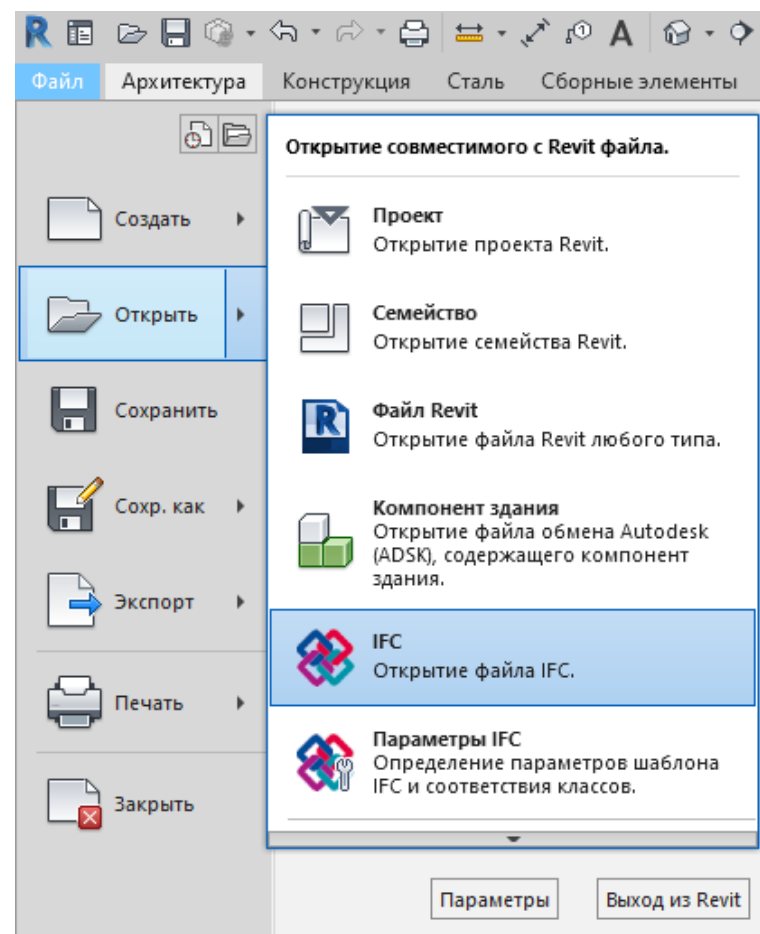 Файл Архитектура Конструкция Сталь Сборные элементы
Открытие совместимого с Revit файла.
Создать
Открыть
Сохранить
Сохр. как
Экспорт
Печать
Закрыть
Проект
Открытие проекта Revit.
Семейство
Открытие семейства Revit.
Файл Revit
Открытие файла Revit любого типа.
Компонент здания
Открытие файла обмена Autodesk
(ADSK), содержащего компонент
здания.
IFC
Открытие файла IFC.
Параметры IFC
Определение параметров шаблона
IFC и соответствия классов.
Параметры Выход из Revit